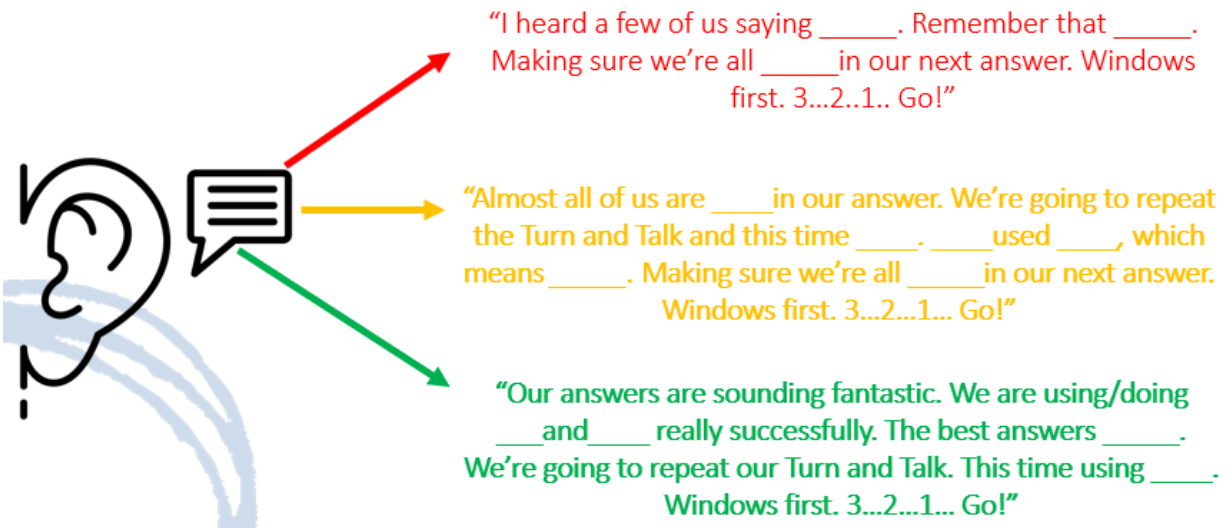 “I heard a few of us saying _____. Remember that _____.
Making sure we’re all _____in our next answer. Windows
first. 3...2..1.. Go!”
“Almost all of us are ____in our answer. We’re going to repeat
the Turn and Talk and this time ____. ____used ____, which
means _____. Making sure we’re all _____in our next answer.
Windows first. 3...2...1... Go!”
“Our answers are sounding fantastic. We are using/doing
___and____ really successfully. The best answers _____.
We’re going to repeat our Turn and Talk. This time using ____.
Windows first. 3...2...1... Go!”